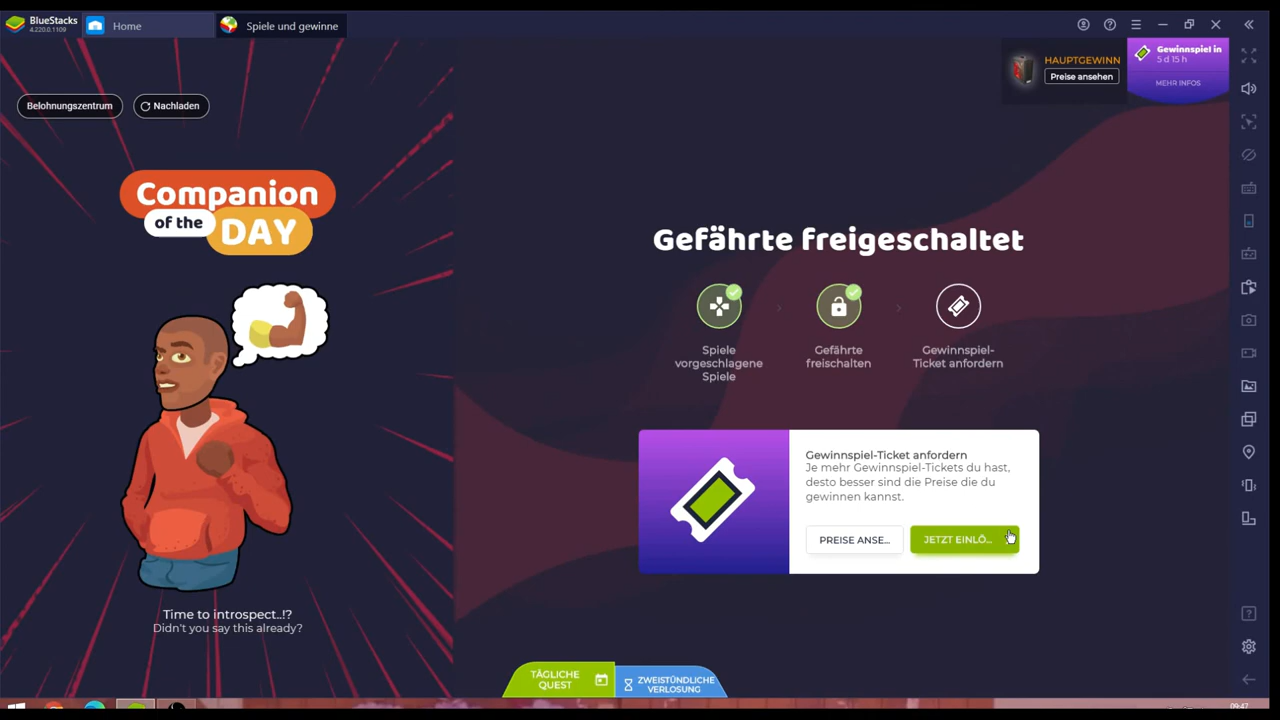 BlueStacks
4.220.0.1109
Home
Spiele und gewinne
HAUPTGEWINN
Preise ansehen
Gewinnspiel in
5 d 15 h
MEHR INFOS
Belohnungszentrum
Nachladen
Companion
of the
DAY
Gefährte freigeschaltet
Spiele
vorgeschlagene
Spiele
Gefährte
freischalten
Gewinnspiel-
Ticket anfordern
Gewinnspiel-Ticket anfordern
Je mehr Gewinnspiel-Tickets du hast,
desto besser sind die Preise die du
gewinnen kannst.
PREISE ANSE...
JETZT EINLÖ...
Time to introspect..!?
Didn't you say this already?
TÄGLICHE
QUEST
ZWEISTÜNDLICHE
VERLOSUNG
09:47